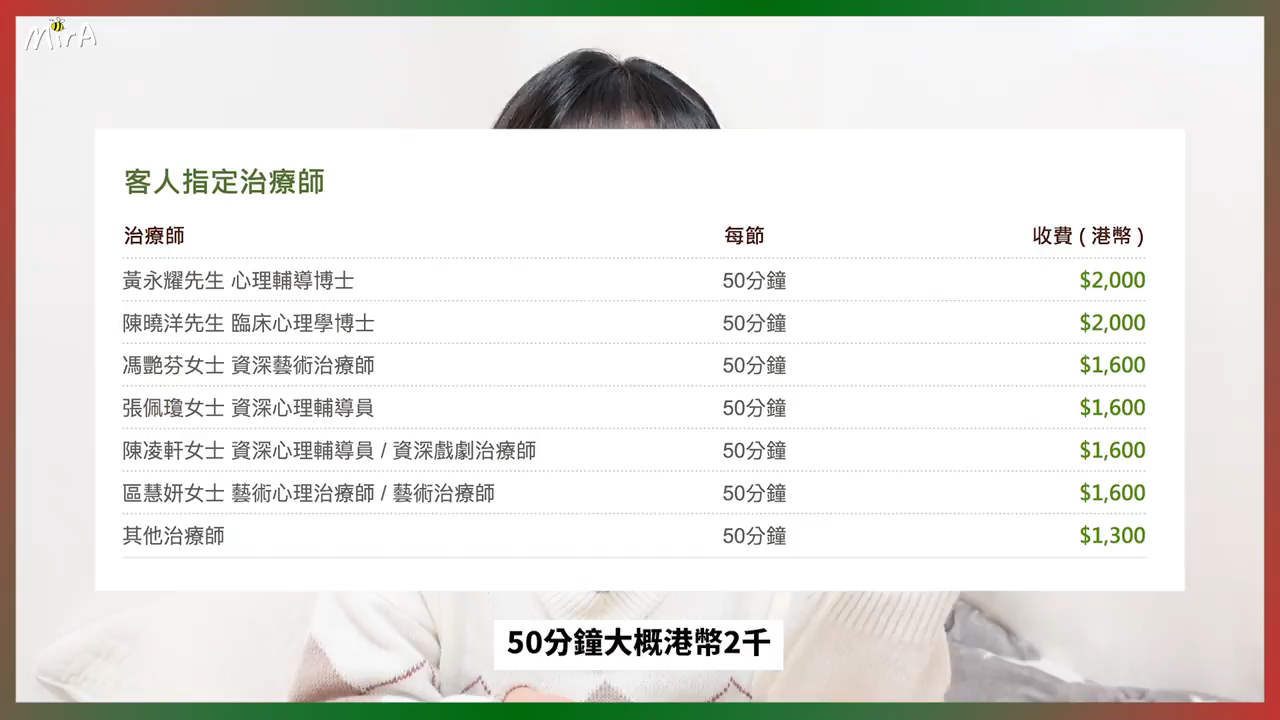 MirA
客人指定治療師
治療師 每節 收費 ( 港幣 )
黃永耀先生 心理輔導博士 50分鐘 $2,000
陳曉洋先生 臨床心理學博士 50分鐘 $2,000
馮艷芬女士 資深藝術治療師 50分鐘 $1,600
張佩瓊女士 資深心理輔導員 50分鐘 $1,600
陳凌軒女士 資深心理輔導員 / 資深戲劇治療師 50分鐘 $1,600
區慧妍女士 藝術心理治療師 / 藝術治療師 50分鐘 $1,600
其他治療師 50分鐘 $1,300
50分鐘大概港幣2千